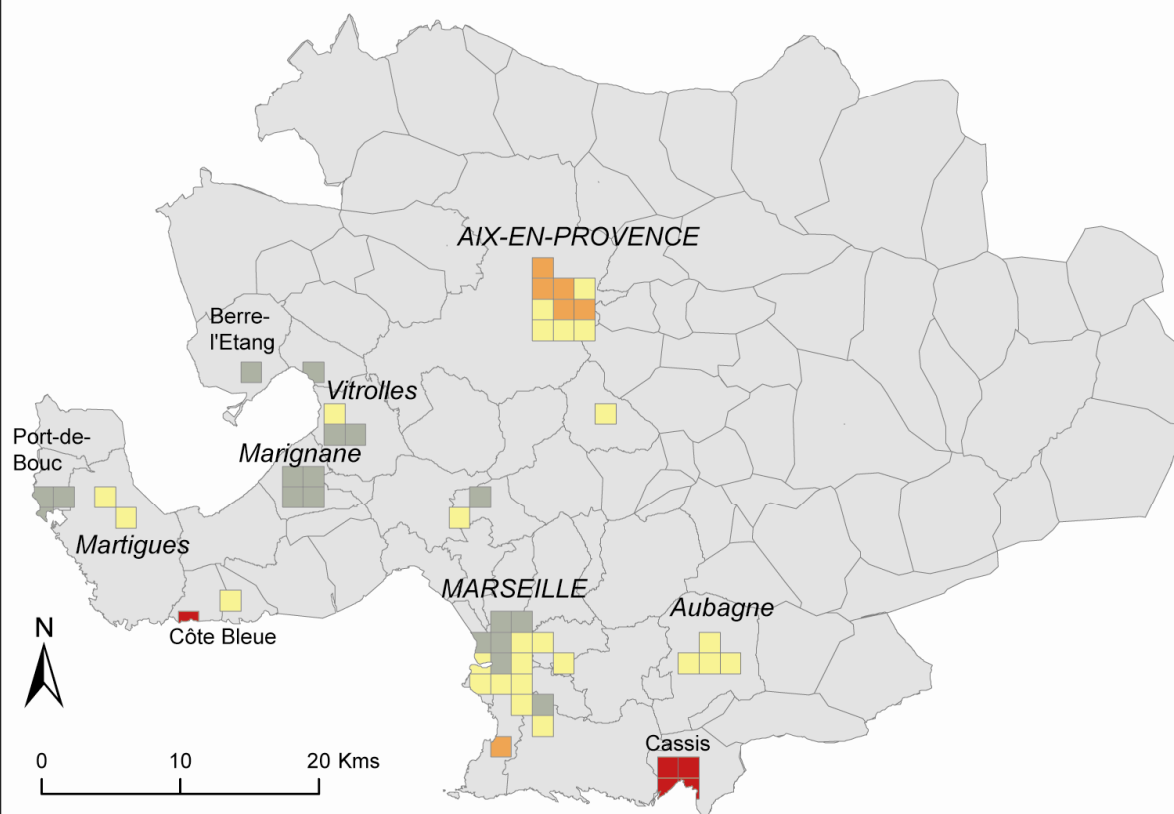 AIX-EN-PROVENCE
Berre-
l'Etang
Vitrolles
Port-de-
Bouc
Marignane
Martigues
MARSEILLE
Aubagne
N
Côte Bleue
Cassis
0 10 20 Kms